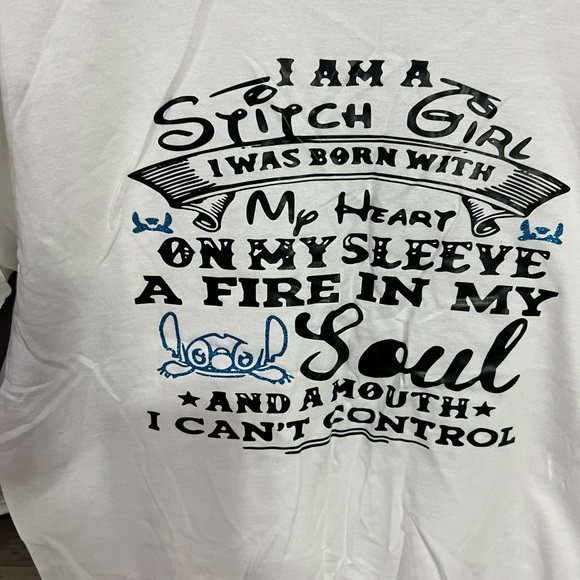 I AM A
STITCH GIRL
I WAS BORN WITH
MY HEART
ON MY SLEEVE
A FIRE IN MY
Soul
★AND A MOUTH★
I CAN'T CONTROL